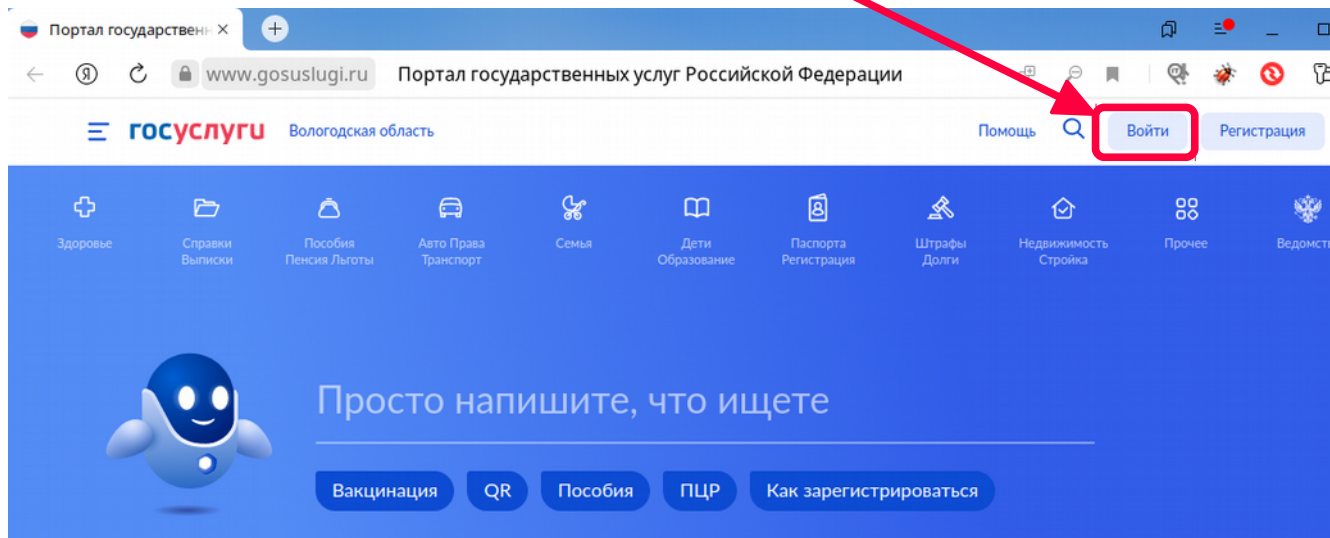 Портал государствен
www.gosuslugi.ru Портал государственных услуг Российской Федерации
госуслуги Вологодская область Помощь Войти Регистрация
Здоровье
Справки
Выписки
Пособия
Пенсия Льготы
Авто Права
Транспорт
Семья
Дети
Образование
Паспорта
Регистрация
Штрафы
Долги
Недвижимость
Стройка
Прочее
Ведомст
Просто напишите, что ищете
Вакцинация QR Пособия ПЦР Как зарегистрироваться